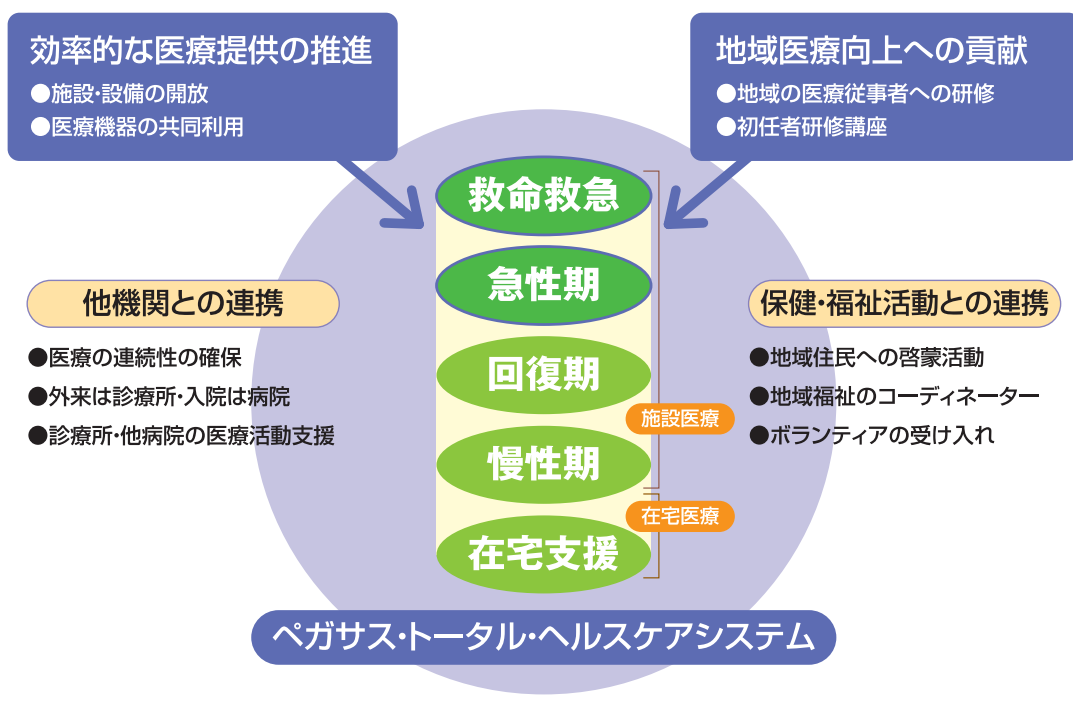 効率的な医療提供の推進
●施設・設備の開放
●医療機器の共同利用
地域医療向上への貢献
●地域の医療従事者への研修
●初任者研修講座
救命救急
急性期
回復期
慢性期
在宅支援
施設医療
在宅医療
他機関との連携
●医療の連続性の確保
●外来は診療所・入院は病院
●診療所・他病院の医療活動支援
保健・福祉活動との連携
●地域住民への啓蒙活動
●地域福祉のコーディネーター
●ボランティアの受け入れ
ペガサス・トータル・ヘルスケアシステム